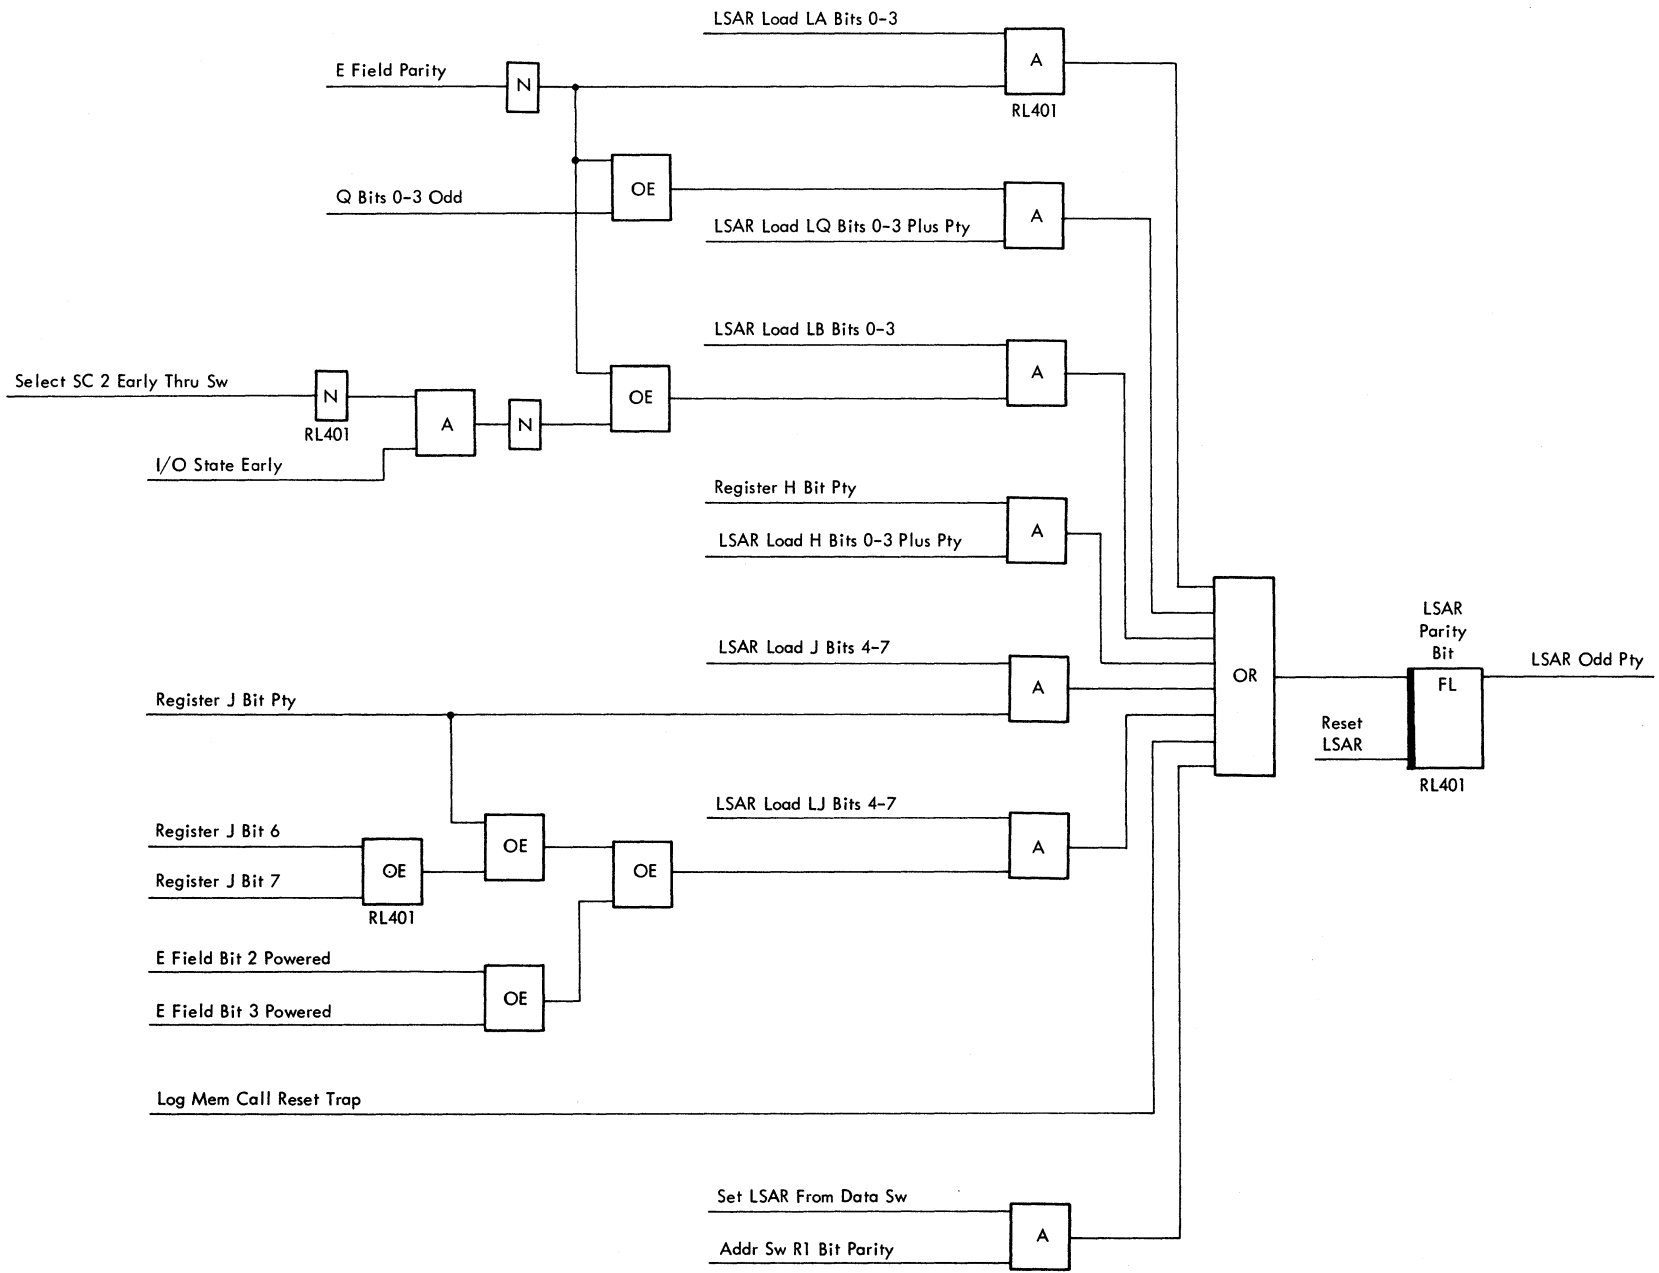 LSAR Load LA Bits 0-3
A
E Field Parity
N
RL401
OE
Q Bits 0-3 Odd
A
LSAR Load LQ Bits 0-3 Plus Pty
LSAR Load LB Bits 0-3
A
Select SC 2 Early Thru Sw
N
RL401
A
N
OE
I/O State Early
Register H Bit Pty
A
LSAR Load H Bits 0-3 Plus Pty
LSAR
Parity
Bit
LSAR Load J Bits 4-7
A
OR
FL
LSAR Odd Pty
Register J Bit Pty
Reset
LSAR
RL401
LSAR Load LJ Bits 4-7
A
Register J Bit 6
OE
OE
OE
Register J Bit 7
RL401
E Field Bit 2 Powered
OE
E Field Bit 3 Powered
Log Mem Call Reset Trap
Set LSAR From Data Sw
A
Addr Sw R1 Bit Parity